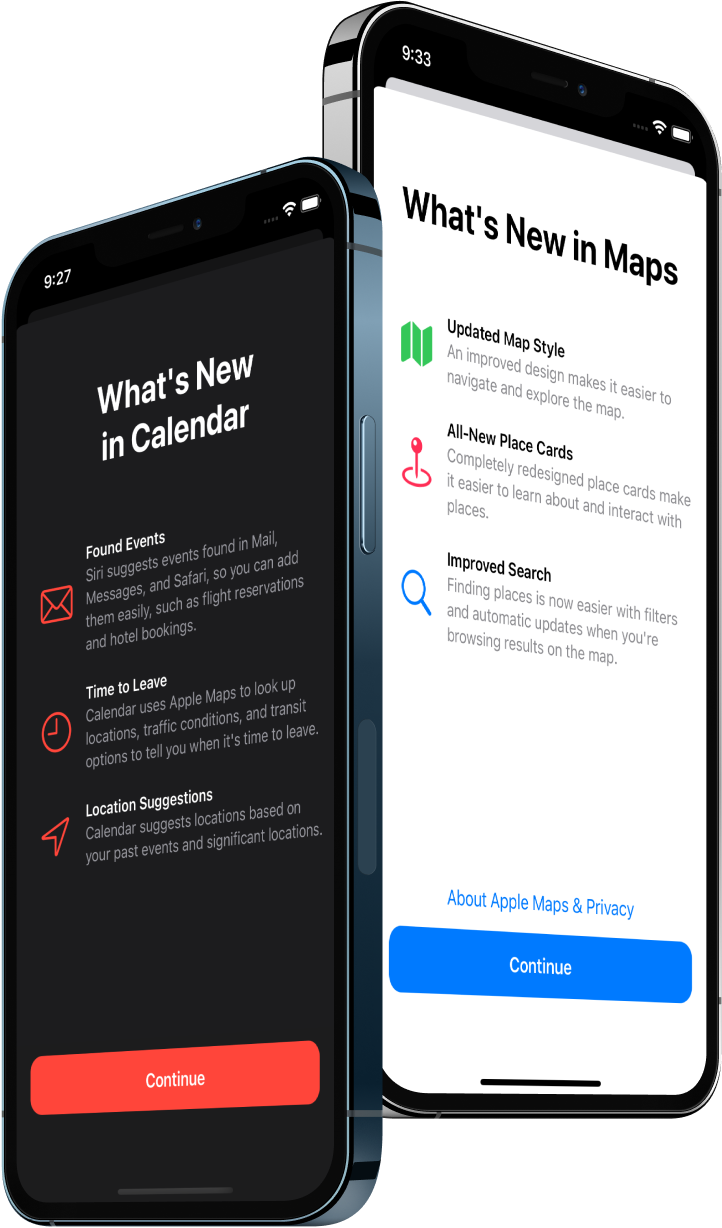 9:27
What's New
in Calendar
Found Events
Siri suggests events found in Mail,
Messages, and Safari, so you can add
them easily, such as flight reservations
and hotel bookings.
Time to Leave
Calendar uses Apple Maps to look up
locations, traffic conditions, and transit
options to tell you when it's time to leave.
Location Suggestions
Calendar suggests locations based on
your past events and significant locations.
Continue
9:33
What's New in Maps
Updated Map Style
An improved design makes it easier to
navigate and explore the map.
All-New Place Cards
Completely redesigned place cards make
it easier to learn about and interact with
places.
Improved Search
Finding places is now easier with filters
and automatic updates when you're
browsing results on the map.
About Apple Maps & Privacy
Continue